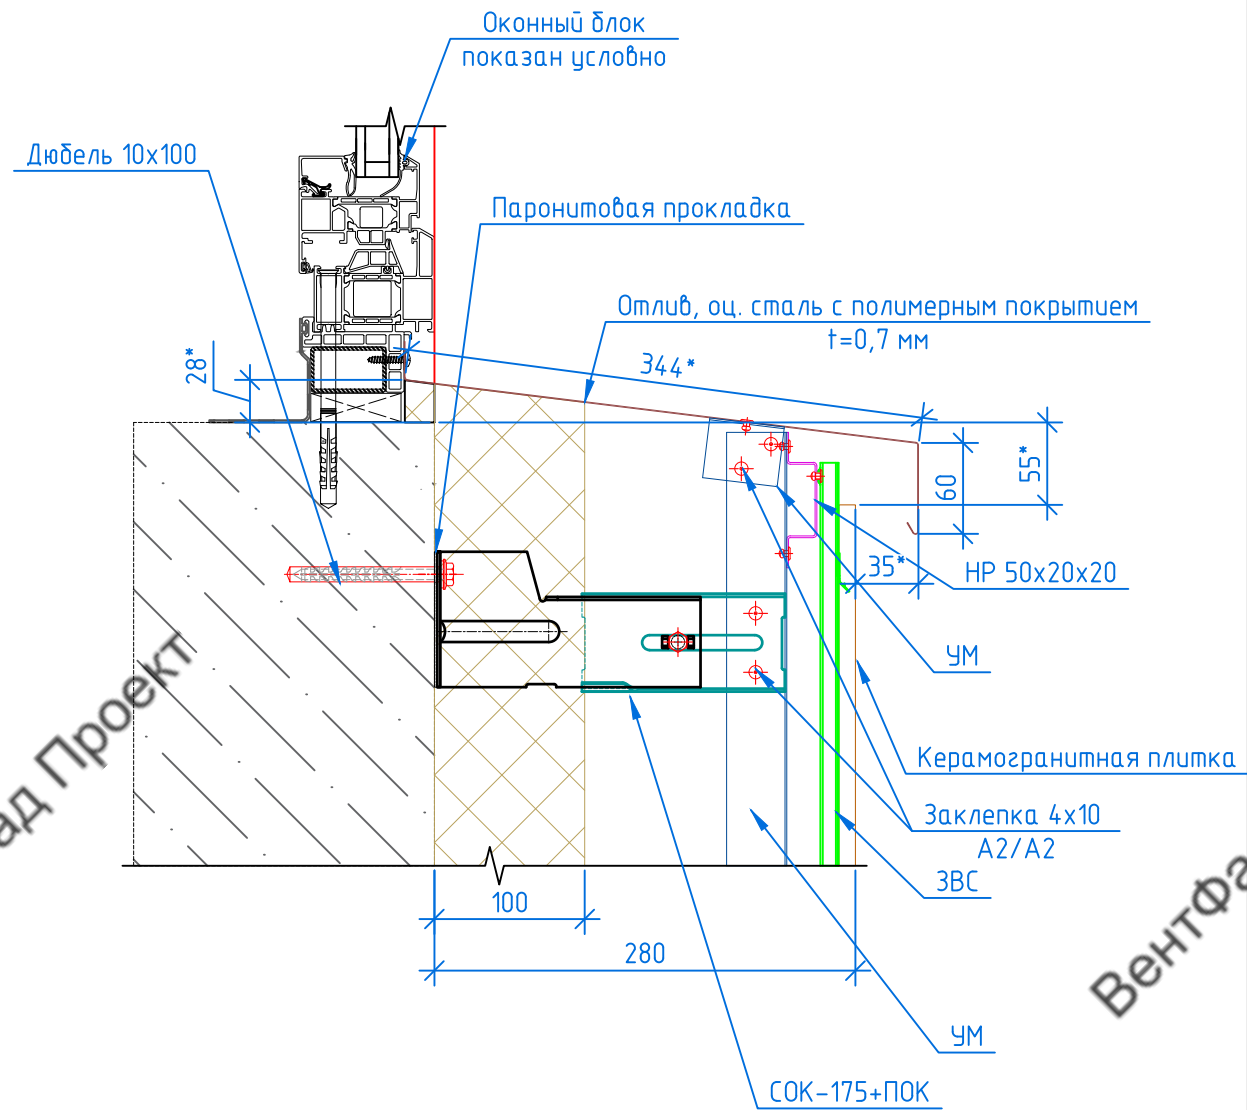 Оконный блок
показан условно
Дюбель 10х100
Паронитовая прокладка
Отлив, оц. сталь с полимерным покрытием
t=0,7 мм
28*
344*
55*
60
35*
НР 50х20х20
УМ
Керамогранитная плитка
Заклепка 4х10
А2/А2
ЗВС
100
280
УМ
СОК-175+ПОК
ад Проект
ВентФа